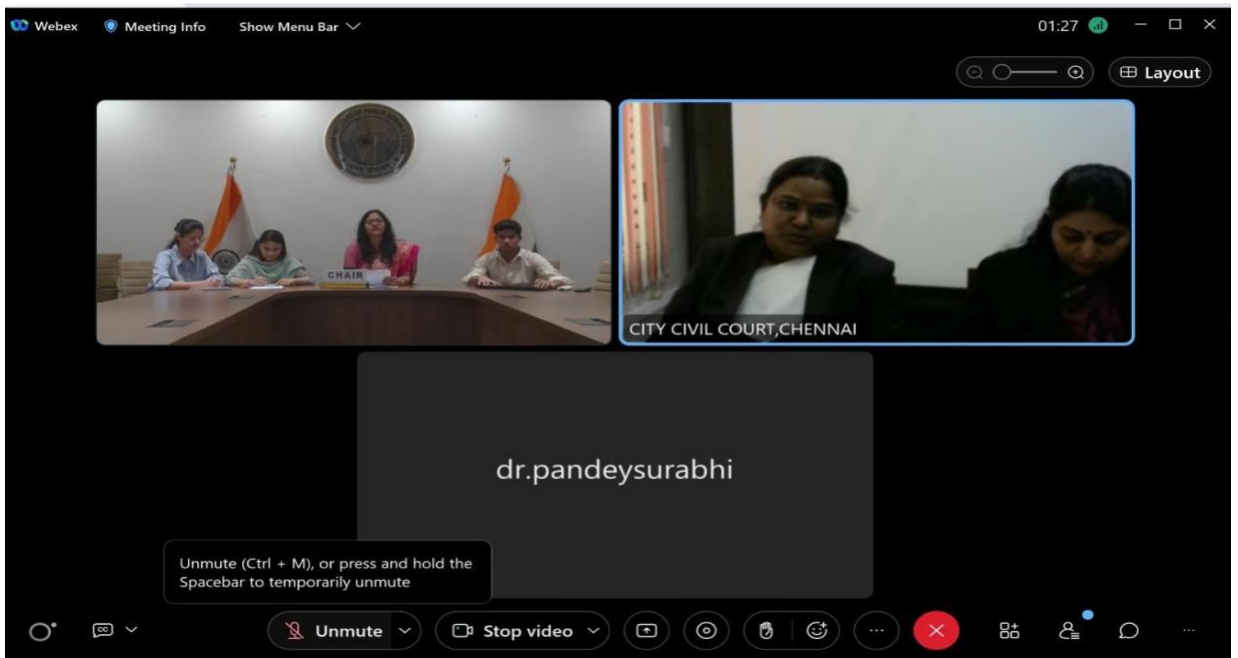 Webex
Meeting Info
Show Menu Bar
01:27
Layout
CHAIR
CITY CIVIL COURT,CHENNAI
dr.pandeysurabhi
Unmute (Ctrl + M), or press and hold the
Spacebar to temporarily unmute
CC
Unmute
Stop video